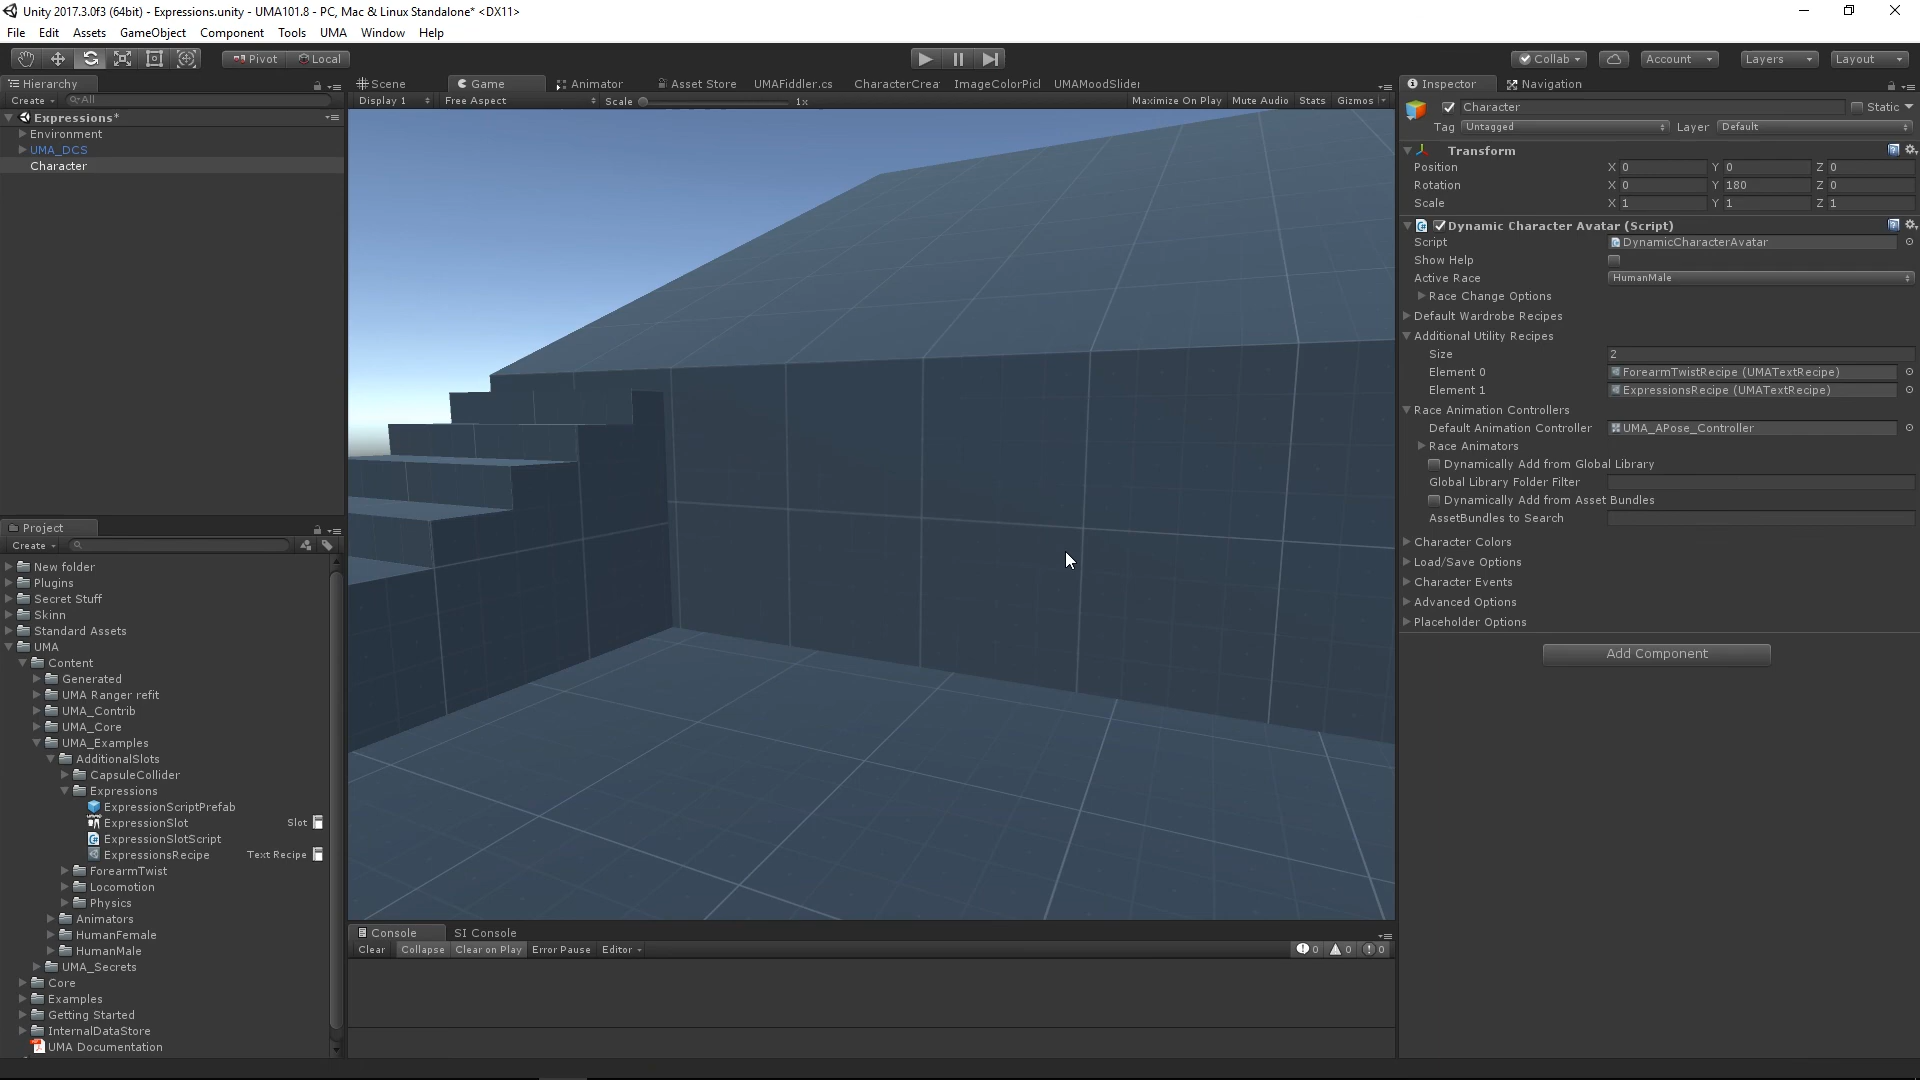 Unity 2017.3.0f3 (64bit) - Expressions.unity - UMA101.8 - PC, Mac & Linux Standalone* <DX11>
File Edit Assets GameObject Component Tools UMA Window Help
Pivot Local Collab Account Layers Layout
Hierarchy
Create All
Expressions*
Environment
UMA_DCS
Character
Project
Create
New folder
Plugins
Secret Stuff
Skinn
Standard Assets
UMA
Content
Generated
UMA Ranger refit
UMA_Contrib
UMA_Core
UMA_Examples
AdditionalSlots
CapsuleCollider
Expressions
ExpressionScriptPrefab
ExpressionSlot Slot
ExpressionSlotScript
ExpressionsRecipe Text Recipe
ForearmTwist
Locomotion
Physics
Animators
HumanFemale
HumanMale
UMA_Secrets
Core
Examples
Getting Started
InternalDataStore
UMA Documentation
Scene Game Animator Asset Store UMAFiddler.cs CharacterCrea ImageColorPicl UMAMoodSlider
Display 1 Free Aspect Scale 1x Maximize On Play Mute Audio Stats Gizmos
Console SI Console
Clear Collapse Clear on Play Error Pause Editor 0 0 0
Inspector Navigation
Character Static
Tag Untagged Layer Default
Transform
Position X 0 Y 0 Z 0
Rotation X 0 Y 180 Z 0
Scale X 1 Y 1 Z 1
Dynamic Character Avatar (Script)
Script DynamicCharacterAvatar
Show Help
Active Race HumanMale
Race Change Options
Default Wardrobe Recipes
Additional Utility Recipes
Size 2
Element 0 ForearmTwistRecipe (UMATextRecipe)
Element 1 ExpressionsRecipe (UMATextRecipe)
Race Animation Controllers
Default Animation Controller UMA_APose_Controller
Race Animators
Dynamically Add from Global Library
Global Library Folder Filter
Dynamically Add from Asset Bundles
AssetBundles to Search
Character Colors
Load/Save Options
Character Events
Advanced Options
Placeholder Options
Add Component